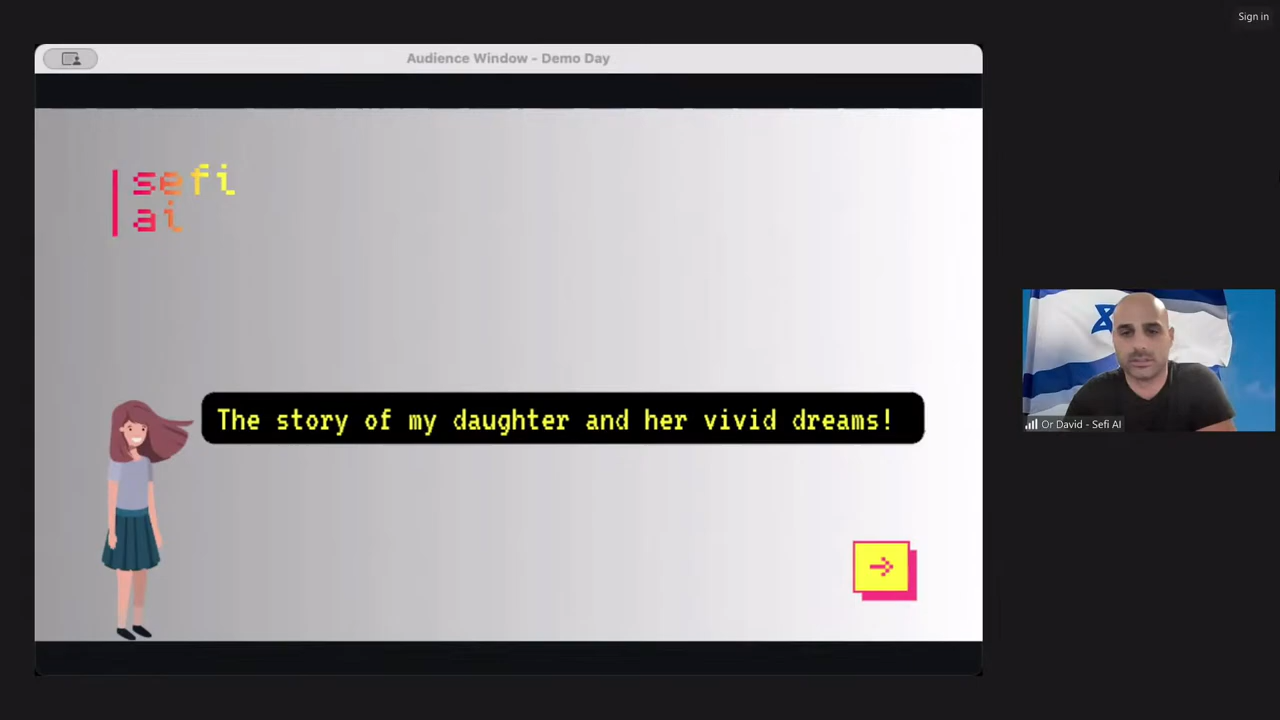 Sign in
Audience Window - Demo Day
sefi
ai
The story of my daughter and her vivid dreams!
Or David - Sefi AI